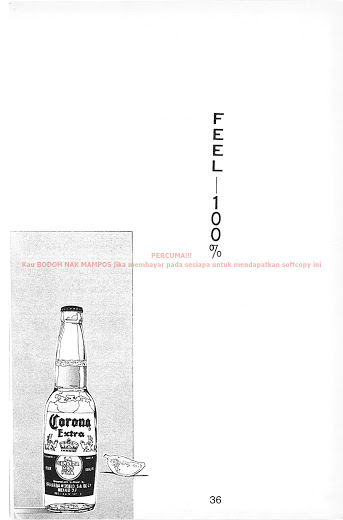 FEEL—100%
PERCUMA!!!
Kau BODOH NAK MAMPOS jika membayar pada sesiapa untuk mendapatkan softcopy ini
Corona
Extra
36